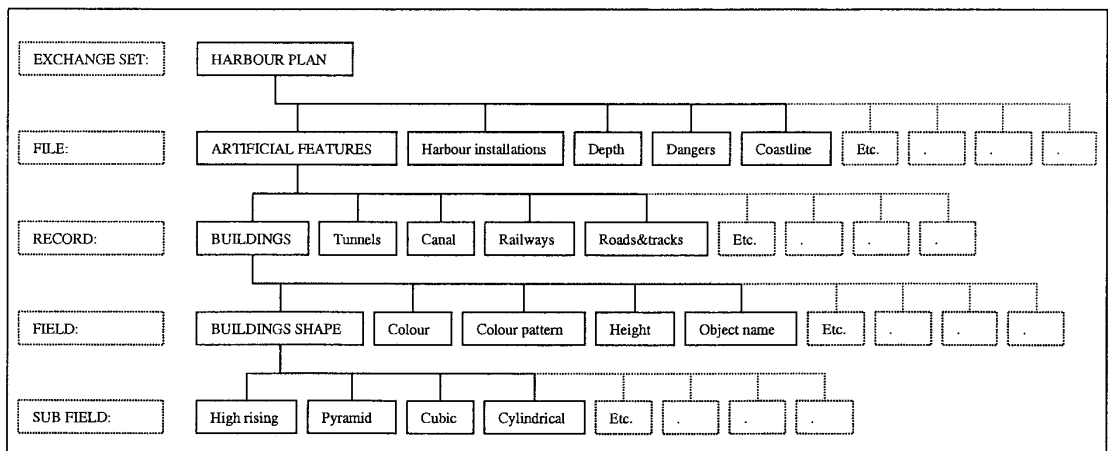 EXCHANGE SET: HARBOUR PLAN
FILE: ARTIFICIAL FEATURES Harbour installations Depth Dangers Coastline Etc. . . .
RECORD: BUILDINGS Tunnels Canal Railways Roads&tracks Etc. . . .
FIELD: BUILDINGS SHAPE Colour Colour pattern Height Object name Etc. . . .
SUB FIELD: High rising Pyramid Cubic Cylindrical Etc. . . .